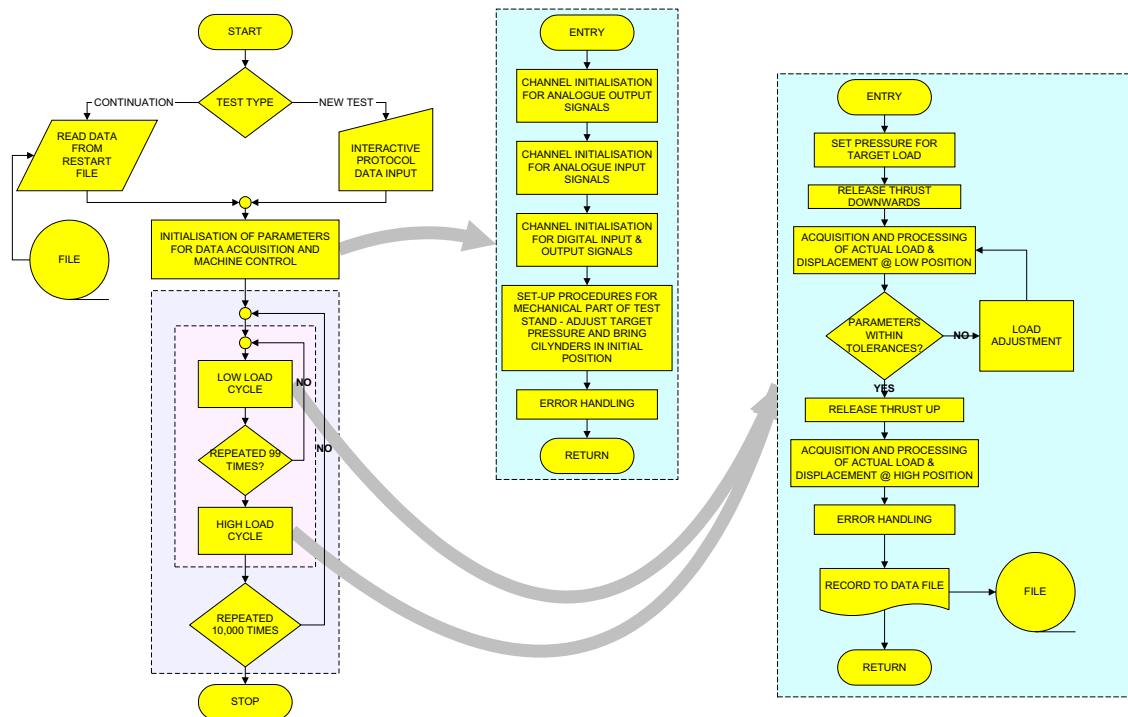 START
TEST TYPE
CONTINUATION
NEW TEST
READ DATA
FROM
RESTART
FILE
INTERACTIVE
PROTOCOL
DATA INPUT
FILE
INITIALISATION OF PARAMETERS
FOR DATA ACQUISITION AND
MACHINE CONTROL
LOW LOAD
CYCLE
NO
REPEATED 99
TIMES?
NO
HIGH LOAD
CYCLE
REPEATED
10,000 TIMES
STOP
ENTRY
CHANNEL INITIALISATION
FOR ANALOGUE OUTPUT
SIGNALS
CHANNEL INITIALISATION
FOR ANALOGUE INPUT
SIGNALS
CHANNEL INITIALISATION
FOR DIGITAL INPUT &
OUTPUT SIGNALS
SET-UP PROCEDURES FOR
MECHANICAL PART OF TEST
STAND - ADJUST TARGET
PRESSURE AND BRING
CILYNDERS IN INITIAL
POSITION
ERROR HANDLING
RETURN
ENTRY
SET PRESSURE FOR
TARGET LOAD
RELEASE THRUST
DOWNWARDS
ACQUISITION AND PROCESSING
OF ACTUAL LOAD &
DISPLACEMENT @ LOW POSITION
PARAMETERS
WITHIN
TOLERANCES?
NO
LOAD
ADJUSTMENT
YES
RELEASE THRUST UP
ACQUISITION AND PROCESSING
OF ACTUAL LOAD &
DISPLACEMENT @ HIGH POSITION
ERROR HANDLING
RECORD TO DATA FILE
FILE
RETURN